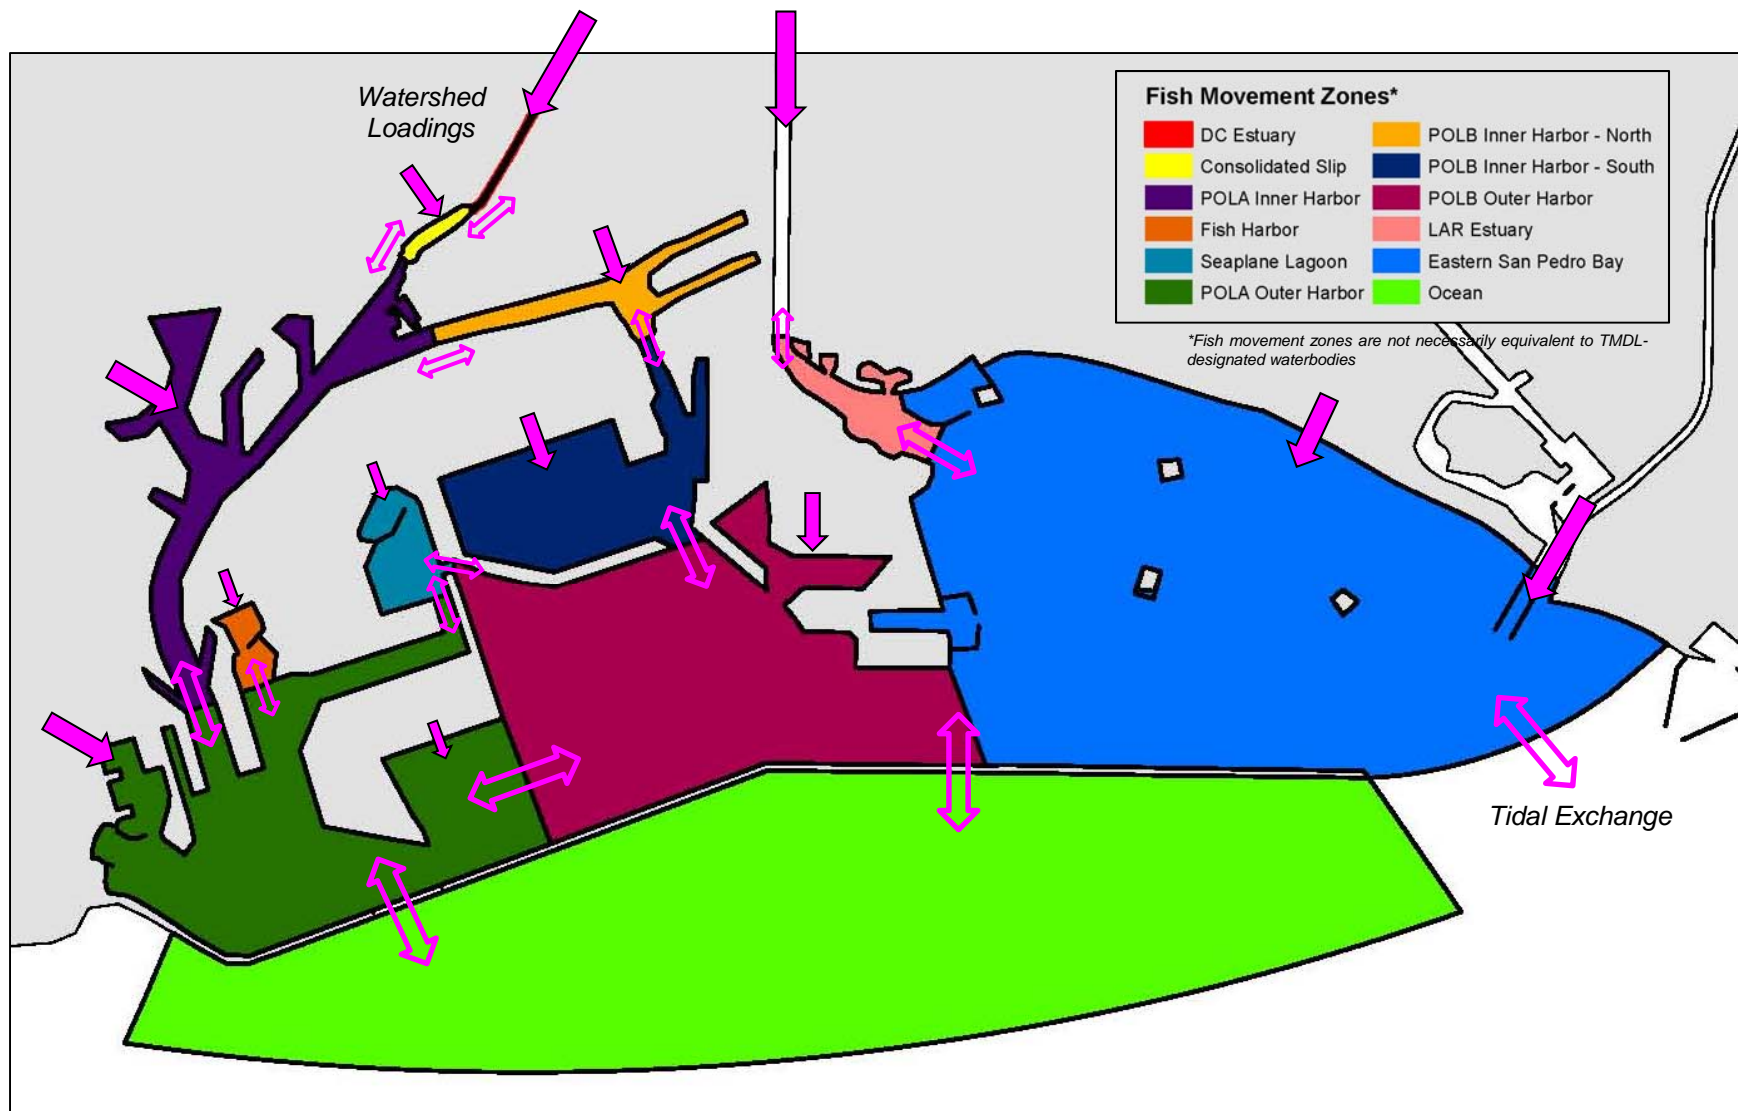 Watershed
Loadings
Fish Movement Zones*
DC Estuary
Consolidated Slip
POLA Inner Harbor
Fish Harbor
Seaplane Lagoon
POLA Outer Harbor
POLB Inner Harbor - North
POLB Inner Harbor - South
POLB Outer Harbor
LAR Estuary
Eastern San Pedro Bay
Ocean
*Fish movement zones are not necessarily equivalent to TMDL-
designated waterbodies
Tidal Exchange